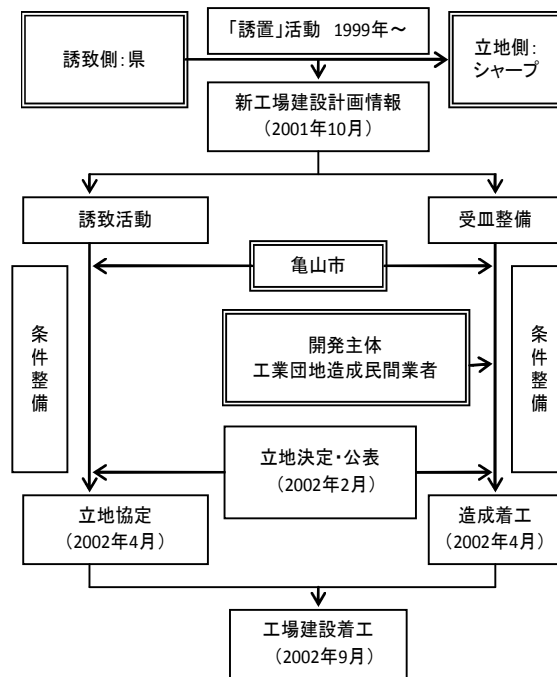 「誘置」活動 1999年～
誘致側：県
立地側：
シャープ
新工場建設計画情報
（2001年10月）
誘致活動
受皿整備
亀山市
条件整備
条件整備
開発主体
工業団地造成民間業者
立地決定・公表
（2002年2月）
立地協定
（2002年4月）
造成着工
（2002年4月）
工場建設着工
（2002年9月）